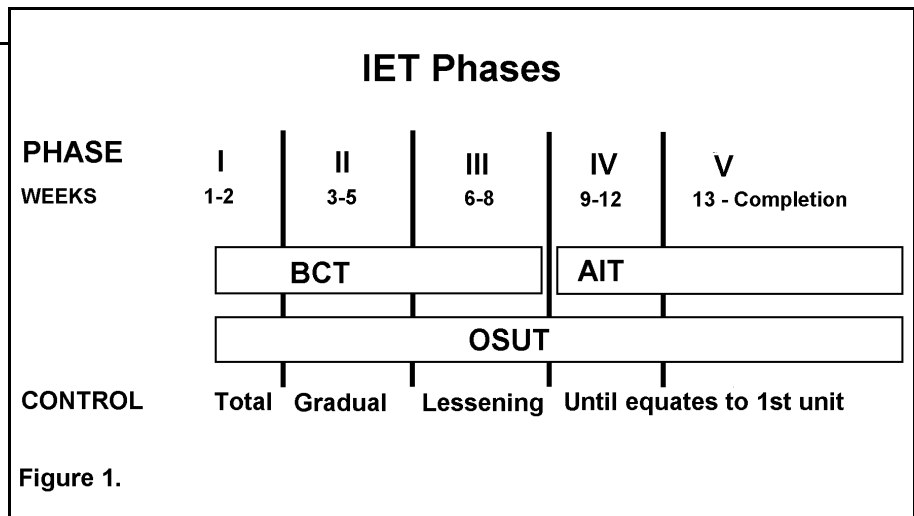 IET Phases
PHASE I II III IV V
WEEKS 1-2 3-5 6-8 9-12 13 - Completion
BCT AIT
OSUT
CONTROL Total Gradual Lessening Until equates to 1st unit
Figure 1.